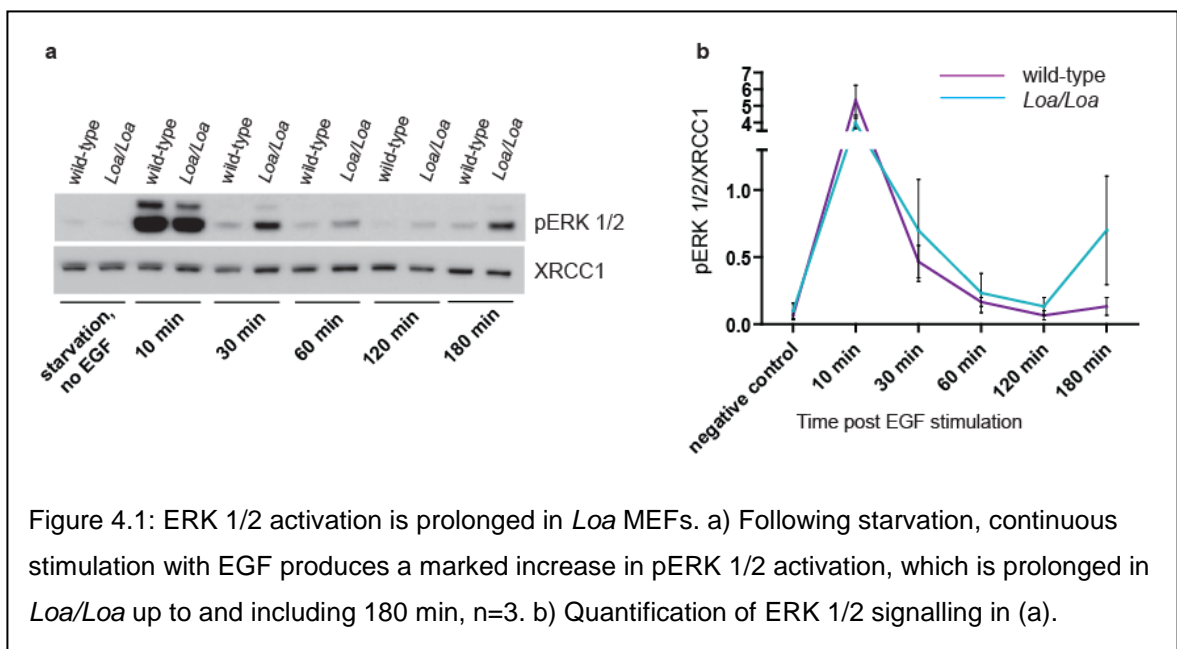 a
wild-type
Loa/Loa
wild-type
Loa/Loa
wild-type
Loa/Loa
wild-type
Loa/Loa
wild-type
Loa/Loa
wild-type
Loa/Loa
pERK 1/2
XRCC1
starvation,
no EGF
10 min
30 min
60 min
120 min
180 min
b
wild-type
Loa/Loa
pERK 1/2/XRCC1
7
6
5
4
1.0
0.5
0.0
negative control
10 min
30 min
60 min
120 min
180 min
Time post EGF stimulation
Figure 4.1: ERK 1/2 activation is prolonged in Loa MEFs. a) Following starvation, continuous
stimulation with EGF produces a marked increase in pERK 1/2 activation, which is prolonged in
Loa/Loa up to and including 180 min, n=3. b) Quantification of ERK 1/2 signalling in (a).